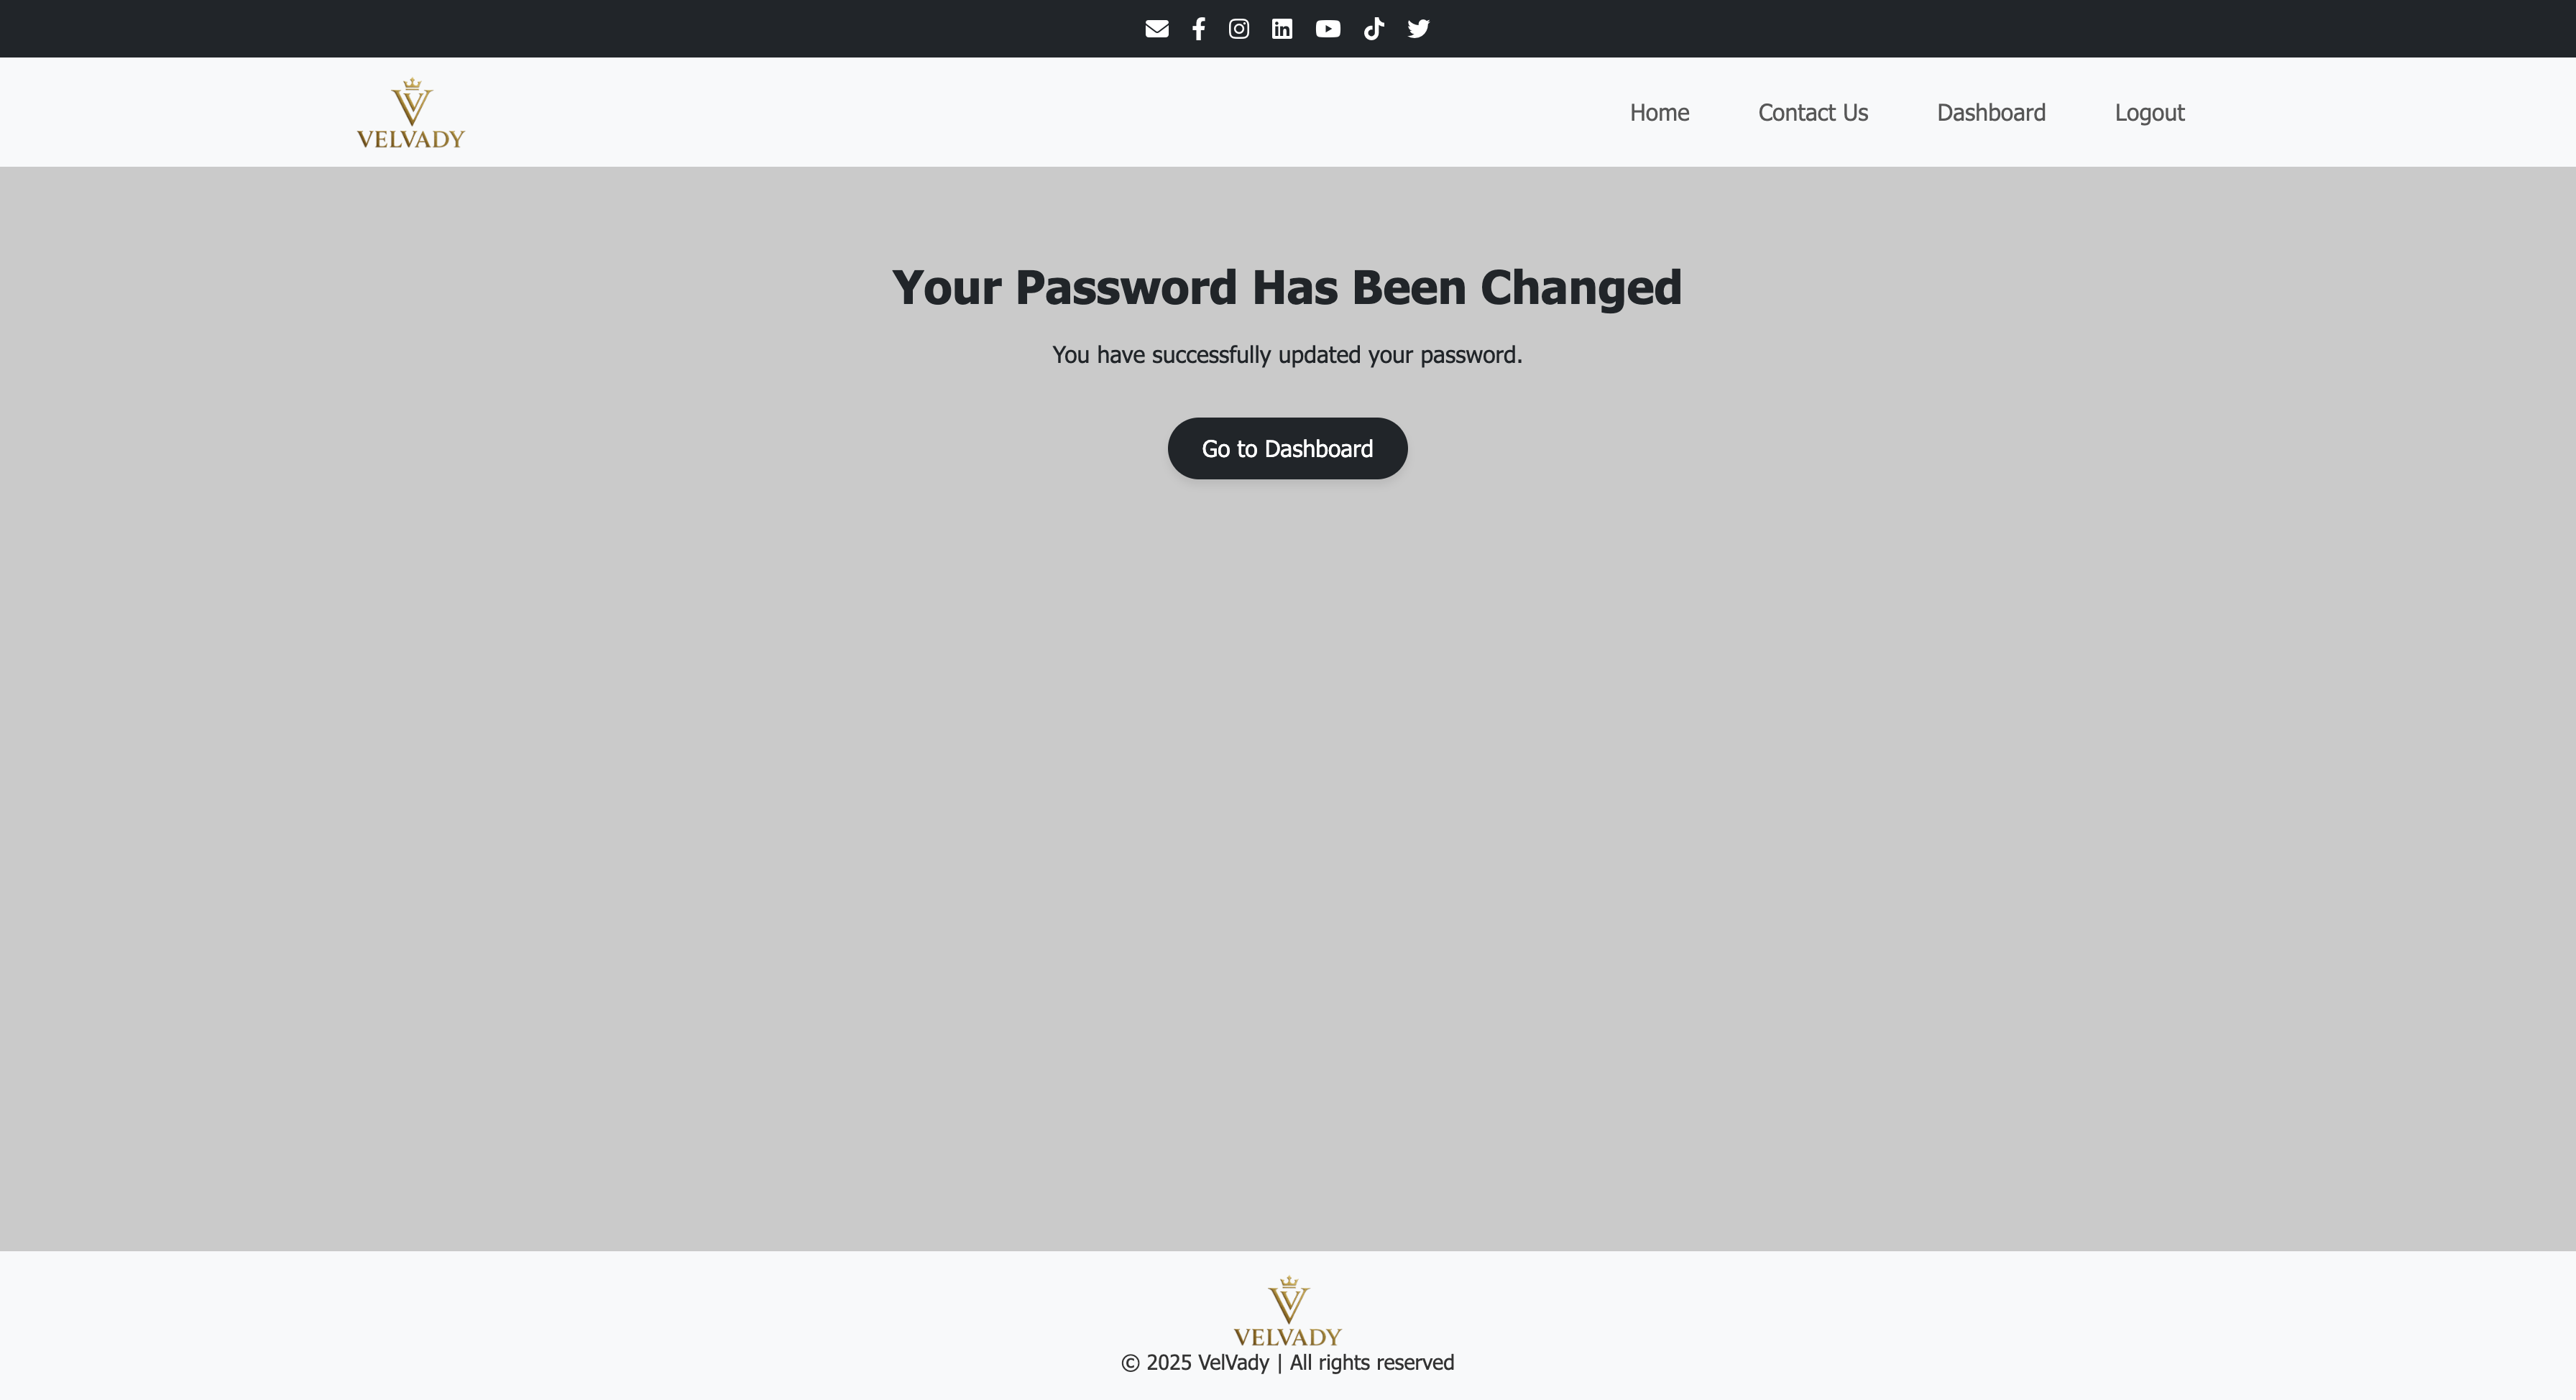 VELVADY
Home
Contact Us
Dashboard
Logout
Your Password Has Been Changed
You have successfully updated your password.
Go to Dashboard
VELVADY
© 2025 VelVady | All rights reserved